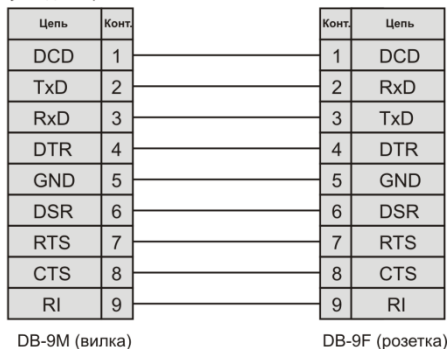 Цепь Конт. Конт. Цепь
DCD 1 1 DCD
TxD 2 2 RxD
RxD 3 3 TxD
DTR 4 4 DTR
GND 5 5 GND
DSR 6 6 DSR
RTS 7 7 RTS
CTS 8 8 CTS
RI 9 9 RI
DB-9M (вилка) DB-9F (розетка)